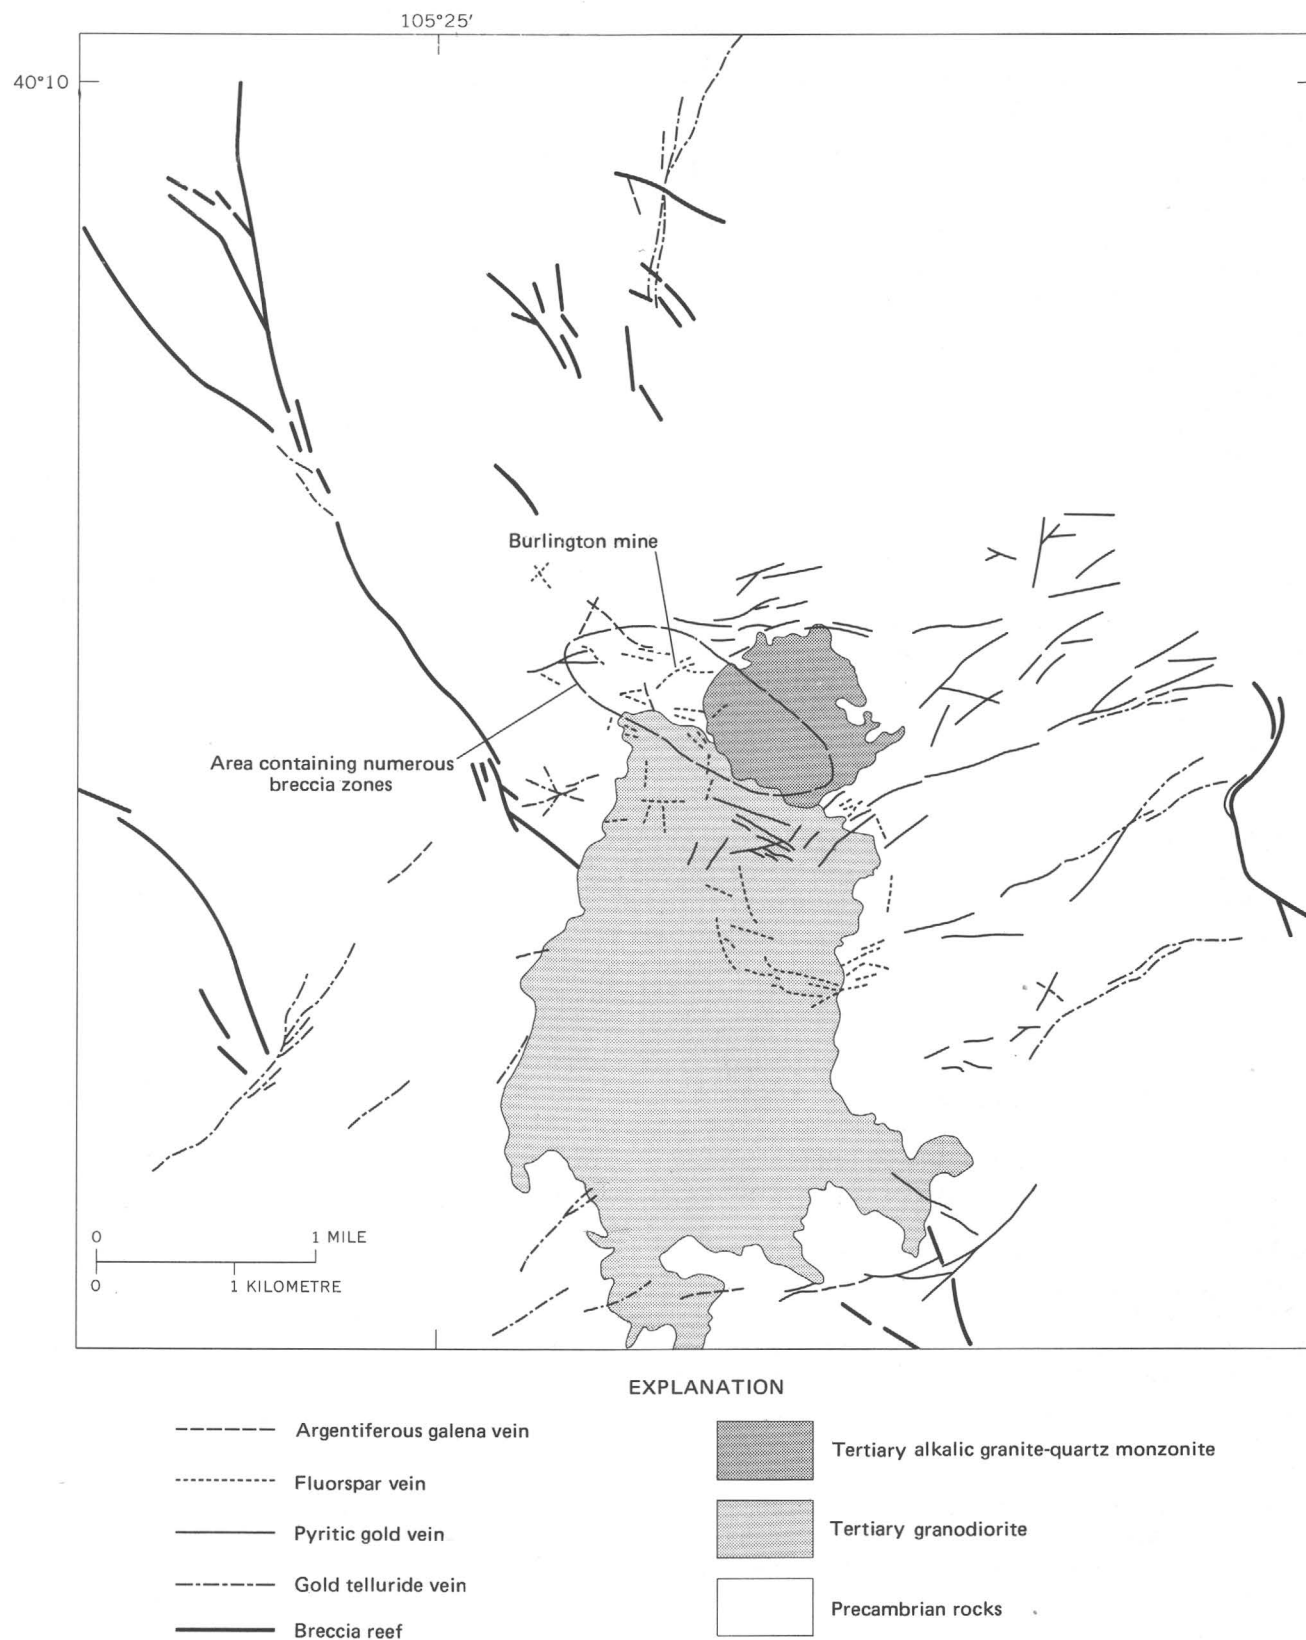 105°25′
40°10
Burlington mine
Area containing numerous
breccia zones
0 1 MILE
0 1 KILOMETRE
EXPLANATION
Argentiferous galena vein
Fluorspar vein
Pyritic gold vein
Gold telluride vein
Breccia reef
Tertiary alkalic granite-quartz monzonite
Tertiary granodiorite
Precambrian rocks